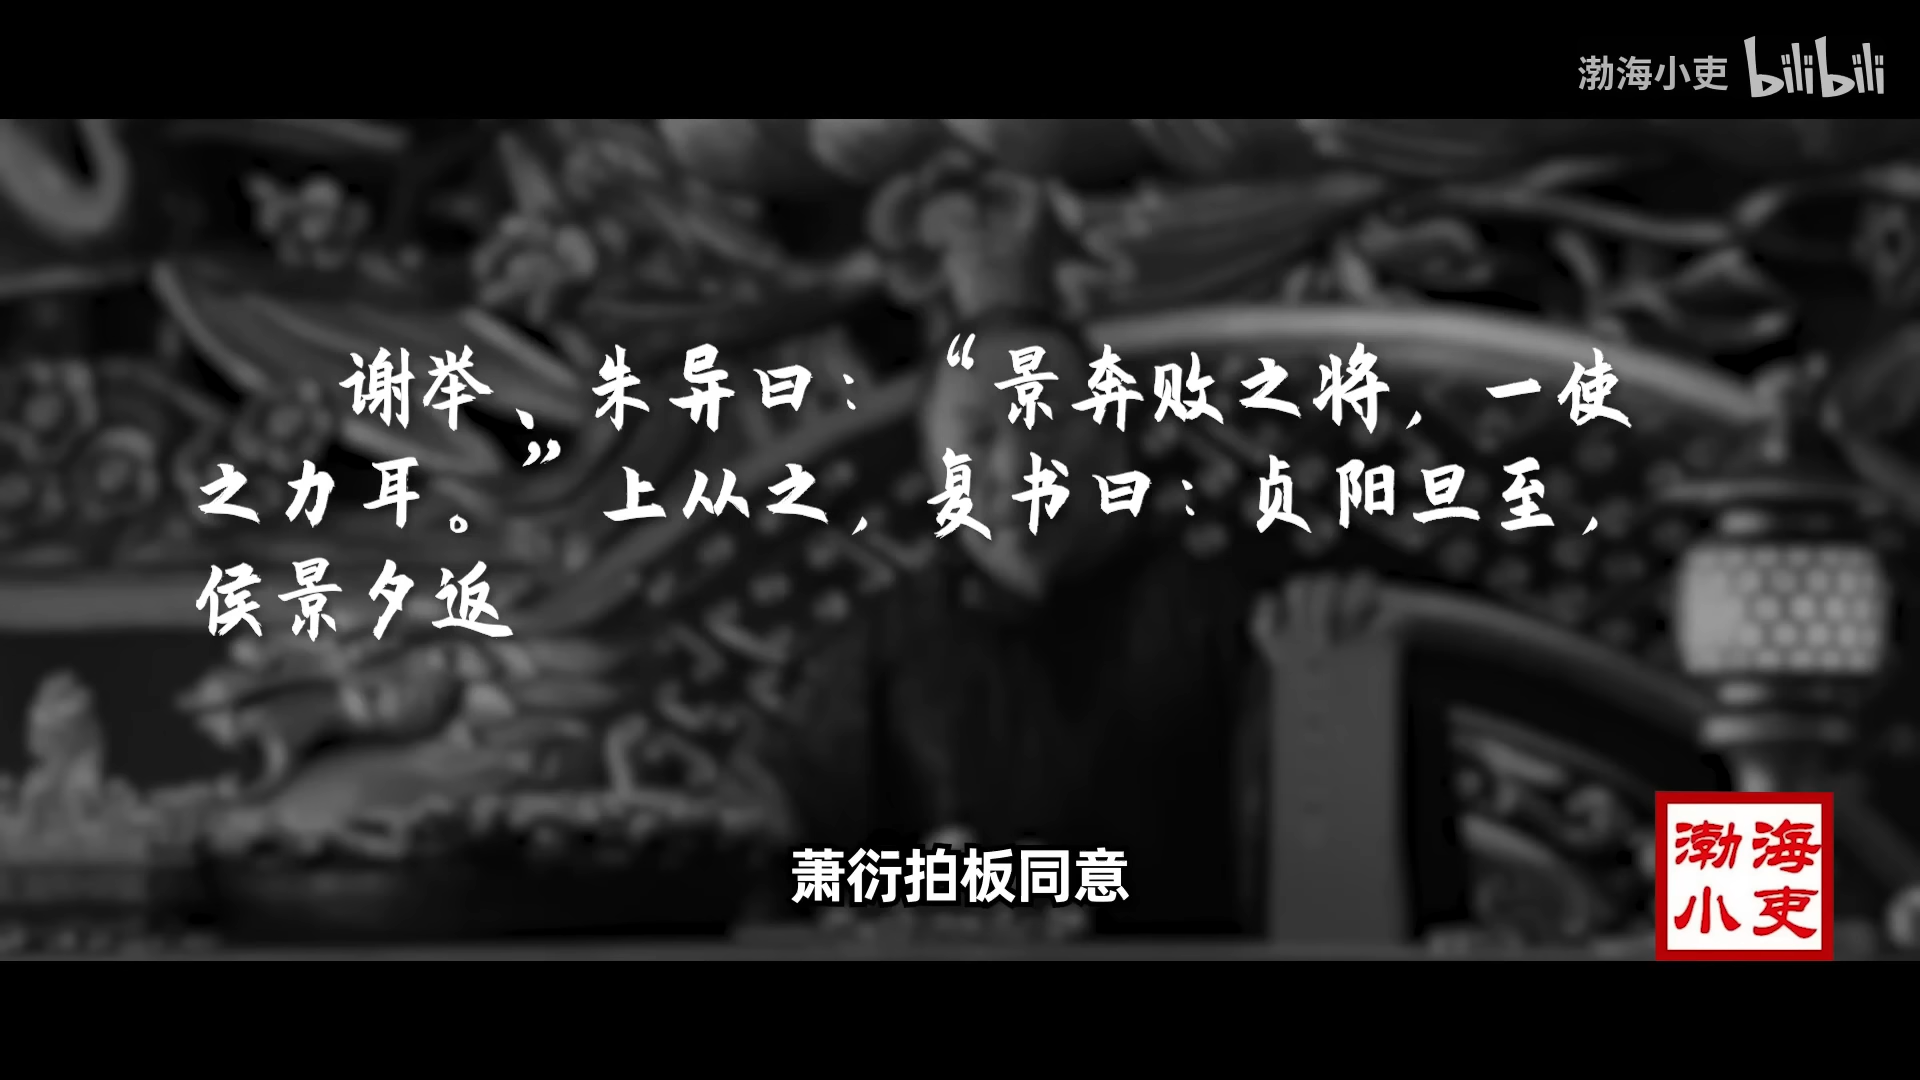 渤海小吏 bilibili
谢举、朱异曰：“景奔败之将，一使
之力耳。”上从之，复书曰：贞阳旦至，
侯景夕返
萧衍拍板同意
渤海
小吏